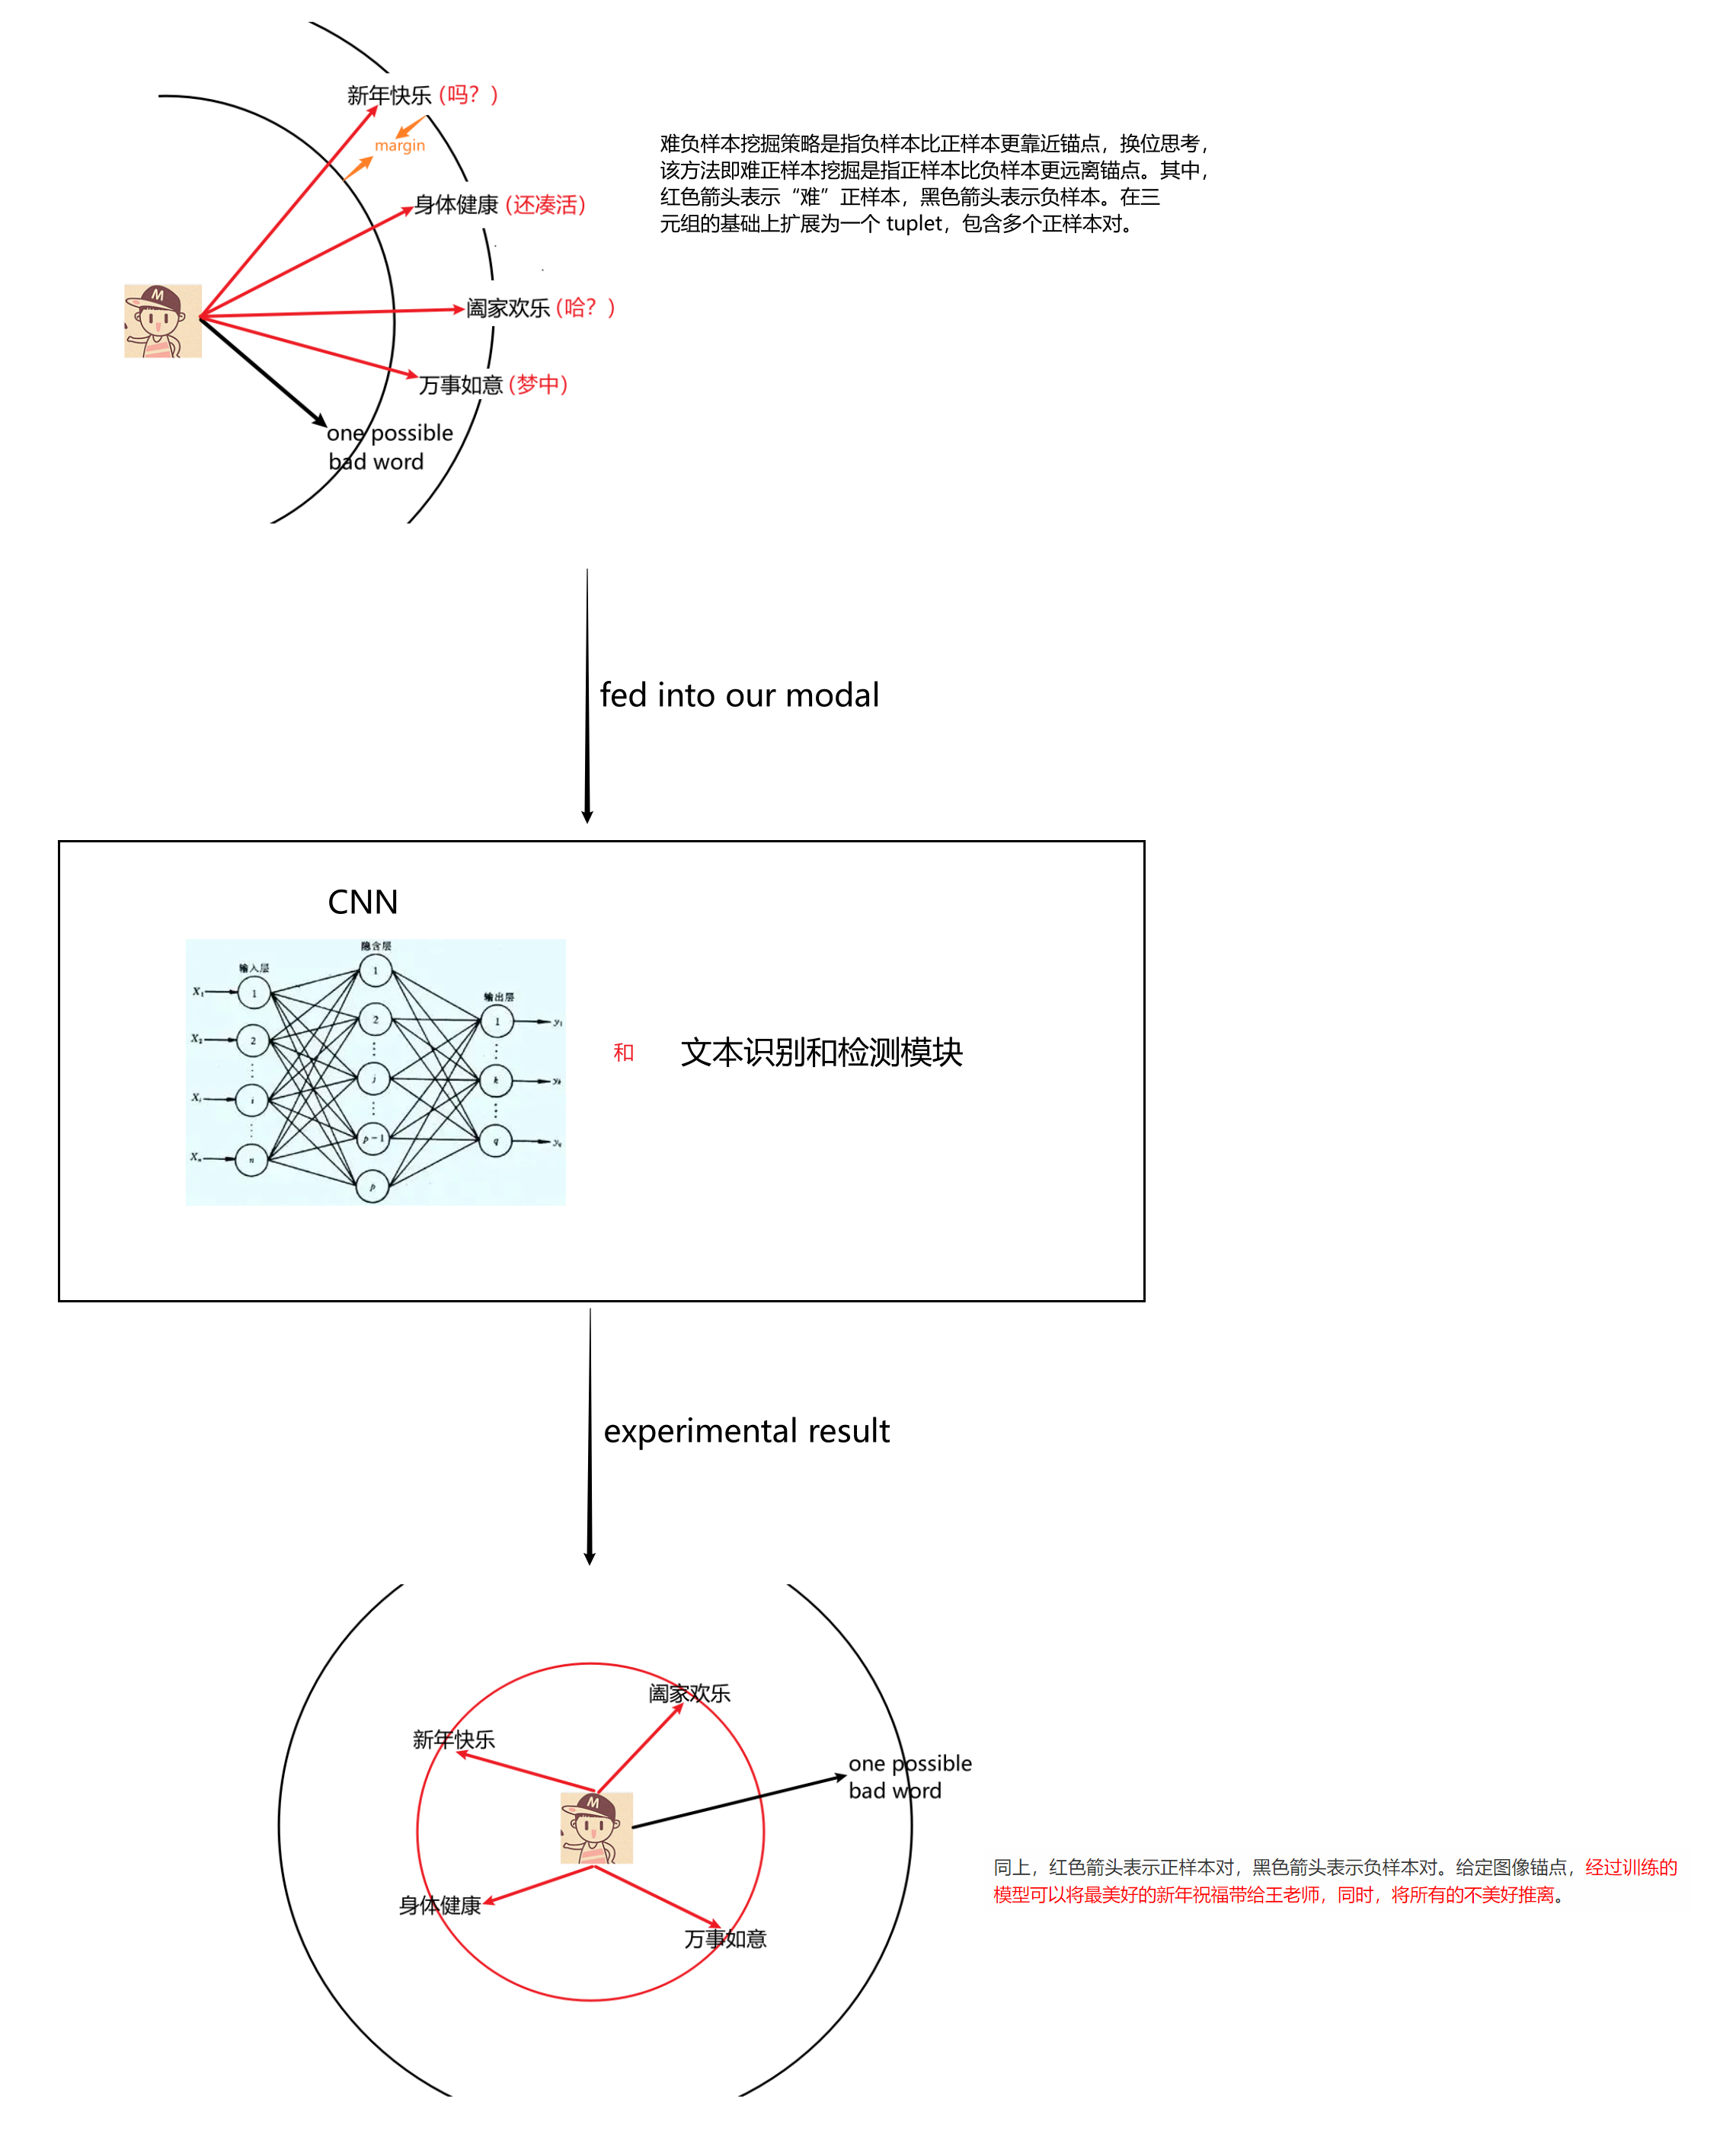 新年快乐(吗？)
margin
身体健康(还凑活)
阖家欢乐(哈？)
万事如意(梦中)
one possible
bad word
M
难负样本挖掘策略是指负样本比正样本更靠近锚点，换位思考，
该方法即难正样本挖掘是指正样本比负样本更远离锚点。其中，
红色箭头表示“难”正样本，黑色箭头表示负样本。在三
元组的基础上扩展为一个 tuplet，包含多个正样本对。
fed into our modal
CNN
隐含层
输入层
输出层
X₁ 1 1 1 y₁
X₂ 2 2
Xᵢ i j k yₖ
Xₙ n p－1 q y_q
p
和 文本识别和检测模块
experimental result
阖家欢乐
新年快乐
one possible
bad word
M
身体健康
万事如意
同上，红色箭头表示正样本对，黑色箭头表示负样本对。给定图像锚点，经过训练的
模型可以将最美好的新年祝福带给王老师，同时，将所有的不美好推离。